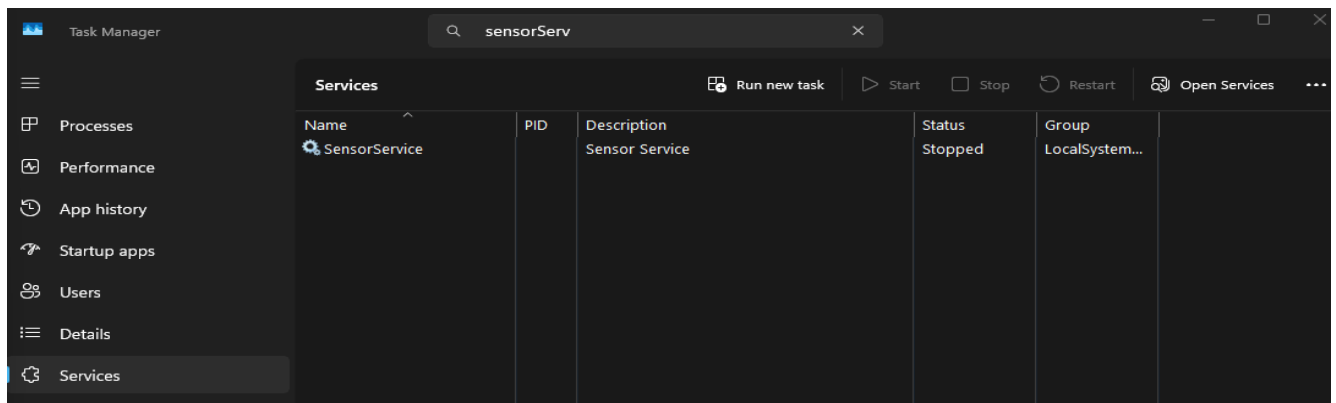 Task Manager
sensorServ
Services
Run new task
Start
Stop
Restart
Open Services
Processes
Performance
App history
Startup apps
Users
Details
Services
Name PID Description Status Group
SensorService Sensor Service Stopped LocalSystem...